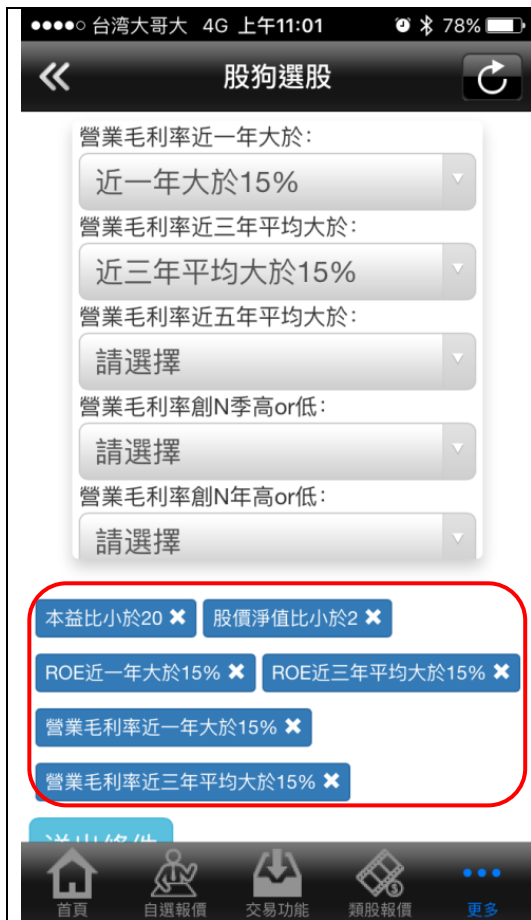 台湾大哥大 4G 上午11:01 78%
股狗選股
營業毛利率近一年大於:
近一年大於15%
營業毛利率近三年平均大於:
近三年平均大於15%
營業毛利率近五年平均大於:
請選擇
營業毛利率創N季高or低:
請選擇
營業毛利率創N年高or低:
請選擇
本益比小於20 ✖ 股價淨值比小於2 ✖
ROE近一年大於15% ✖ ROE近三年平均大於15% ✖
營業毛利率近一年大於15% ✖
營業毛利率近三年平均大於15% ✖
送出條件
首頁 自選報價 交易功能 類股報價 更多